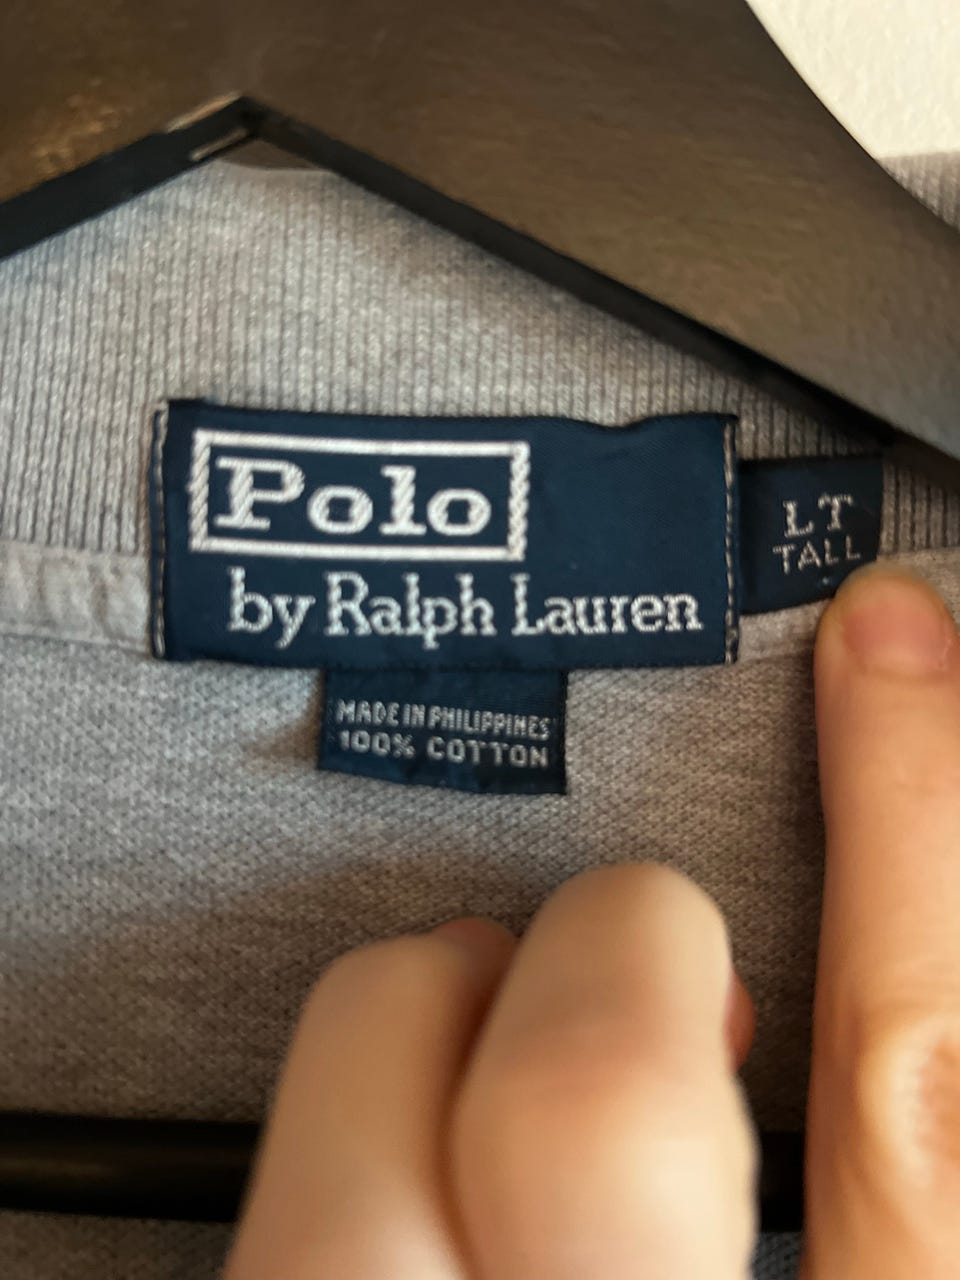 Polo
by Ralph Lauren
LT
TALL
MADE IN PHILIPPINES
100% COTTON